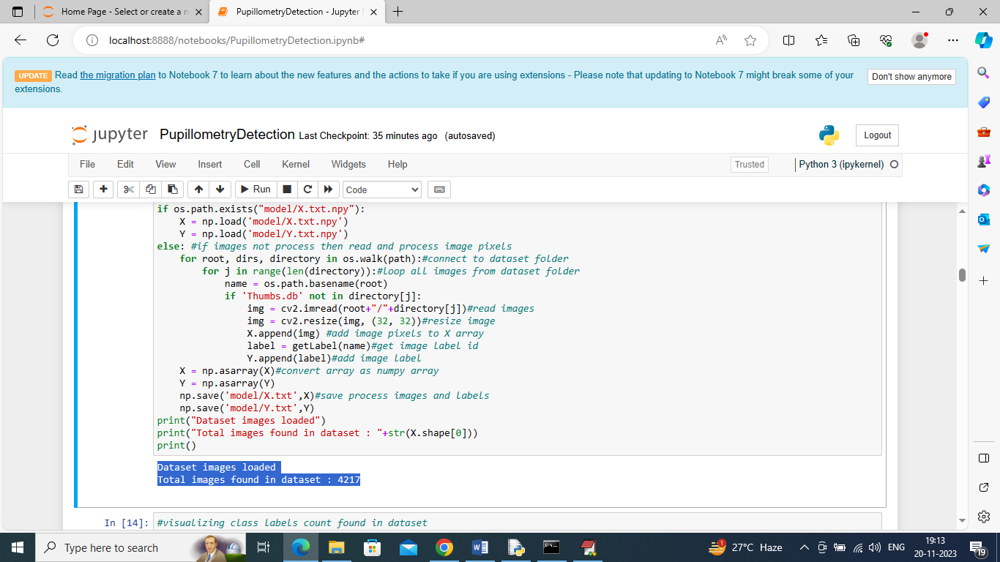 Home Page - Select or create a n
PupillometryDetection - Jupyter
localhost:8888/notebooks/PupillometryDetection.ipynb#
UPDATE Read the migration plan to Notebook 7 to learn about the new features and the actions to take if you are using extensions - Please note that updating to Notebook 7 might break some of your
extensions.
Don't show anymore
jupyter PupillometryDetection Last Checkpoint: 35 minutes ago (autosaved)
Logout
File Edit View Insert Cell Kernel Widgets Help
Trusted
Python 3 (ipykernel)
Run
Code
if os.path.exists("model/X.txt.npy"):
    X = np.load('model/X.txt.npy')
    Y = np.load('model/Y.txt.npy')
else: #if images not process then read and process image pixels
    for root, dirs, directory in os.walk(path):#connect to dataset folder
        for j in range(len(directory)):#loop all images from dataset folder
            name = os.path.basename(root)
            if 'Thumbs.db' not in directory[j]:
                img = cv2.imread(root+"/"+directory[j])#read images
                img = cv2.resize(img, (32, 32))#resize image
                X.append(img) #add image pixels to X array
                label = getLabel(name)#get image label id
                Y.append(label)#add image label
    X = np.asarray(X)#convert array as numpy array
    Y = np.asarray(Y)
    np.save('model/X.txt',X)#save process images and labels
    np.save('model/Y.txt',Y)
print("Dataset images loaded")
print("Total images found in dataset : "+str(X.shape[0]))
print()
Dataset images loaded
Total images found in dataset : 4217
In [14]: #visualizing class labels count found in dataset
Type here to search
1
27°C Haze
ENG
19:13
20-11-2023
19